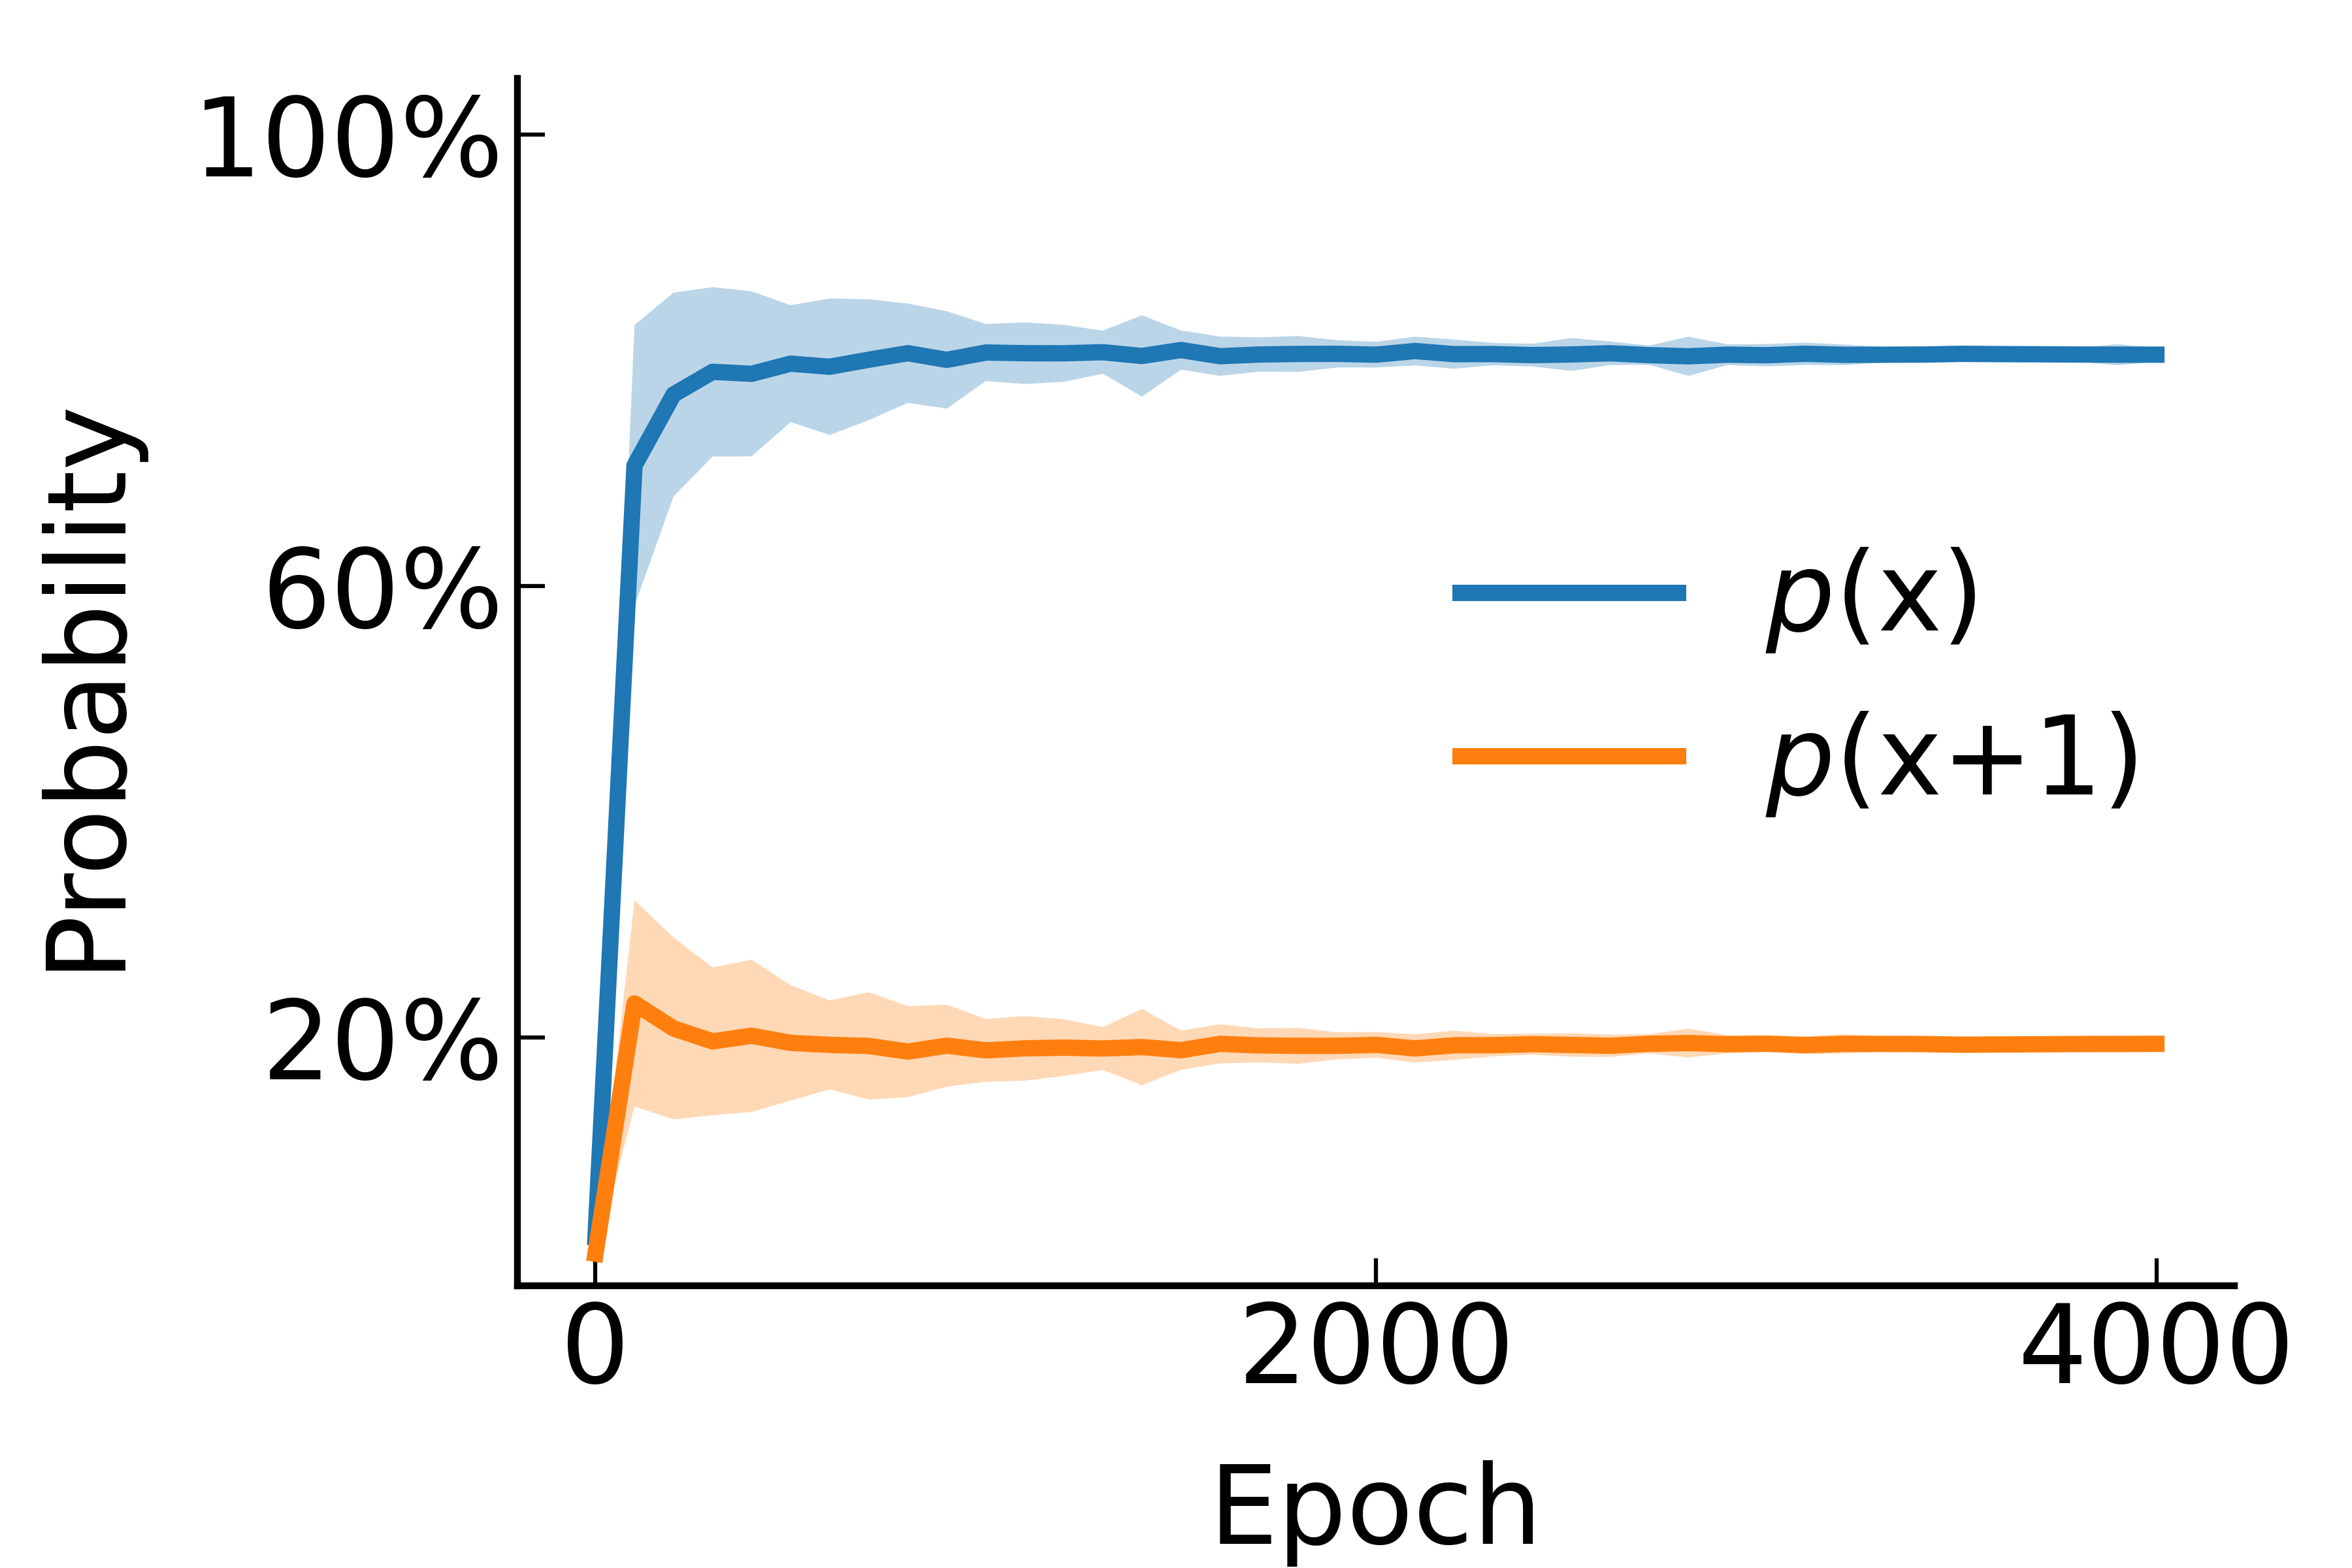 100%
60%
20%
Probability
p(x)
p(x+1)
0
2000
4000
Epoch